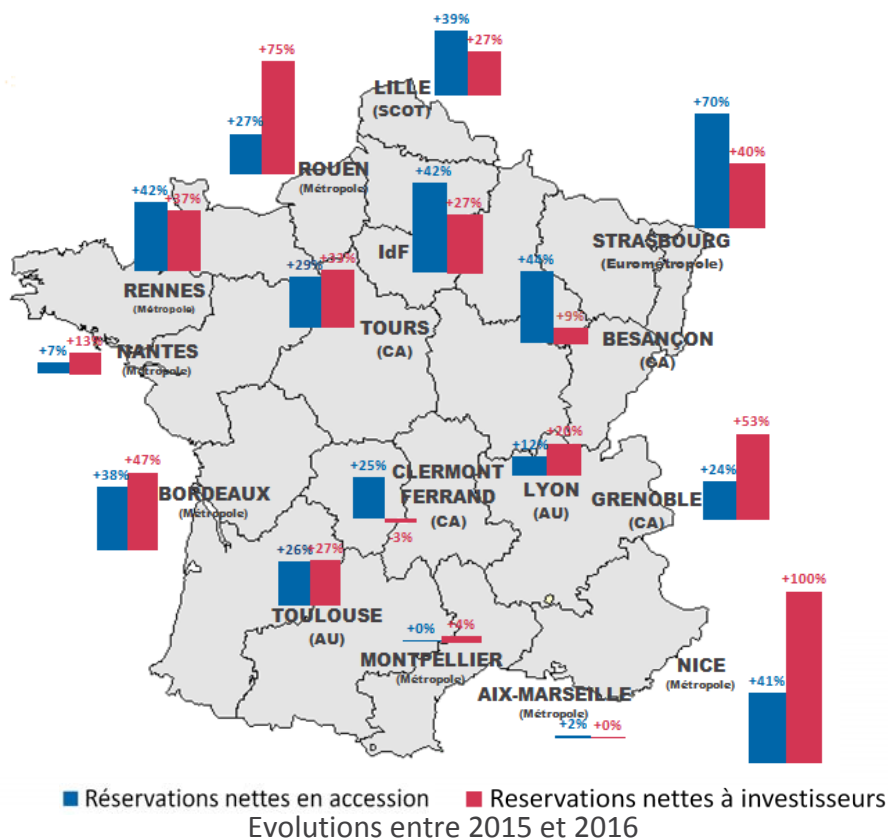 +39%
+27%
LILLE
(SCOT)
+75%
+27%
ROUEN
(Métropole)
+70%
+40%
STRASBOURG
(Eurométropole)
+42%
+27%
IdF
+42%
+37%
RENNES
(Métropole)
+29%
+33%
TOURS
(CA)
+44%
+9%
BESANÇON
(GA)
+7%
+13%
NANTES
(Métropole)
+38%
+47%
BORDEAUX
(Métropole)
+25%
-3%
CLERMONT
FERRAND
(CA)
+12%
+20%
LYON
(AU)
+24%
+53%
GRENOBLE
(CA)
+26%
+27%
TOULOUSE
(AU)
+0%
+4%
MONTPELLIER
(Métropole)
+41%
+100%
NICE
(Métropole)
AIX-MARSEILLE
(Métropole)
+2%
+0%
Réservations nettes en accession
Reservations nettes à investisseurs
Evolutions entre 2015 et 2016